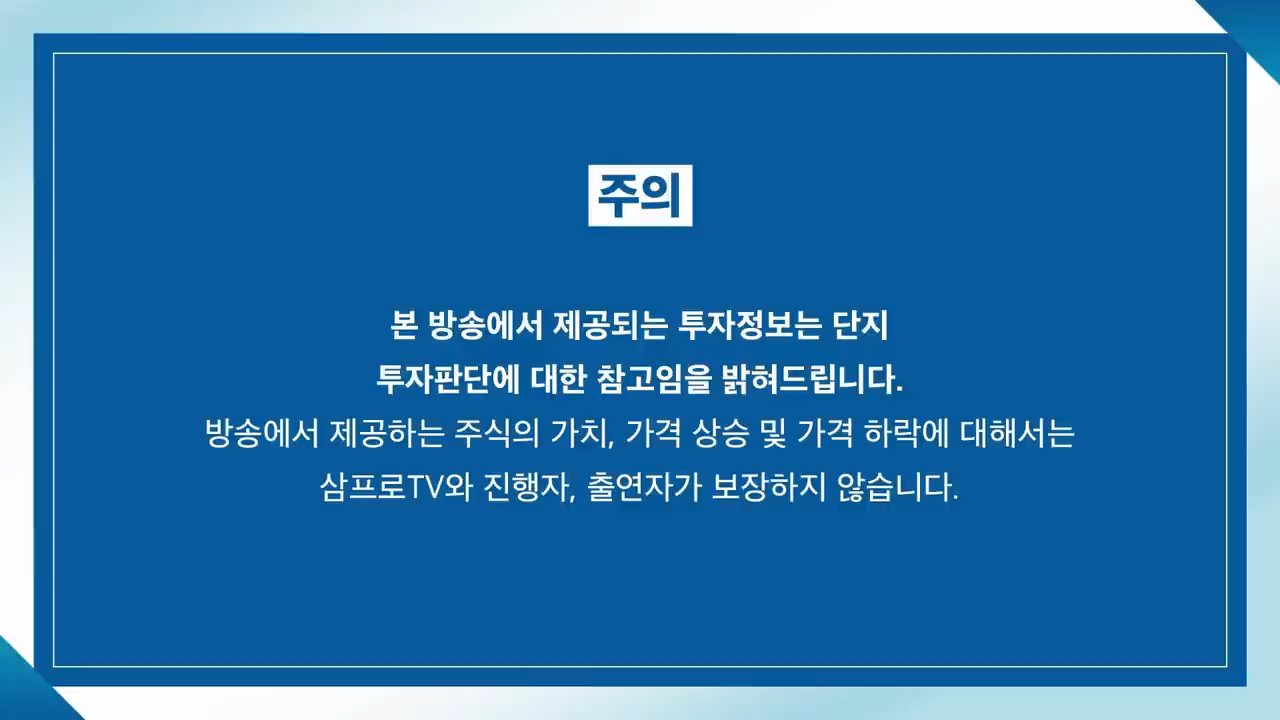 주의
본 방송에서 제공되는 투자정보는 단지
투자판단에 대한 참고임을 밝혀드립니다.
방송에서 제공하는 주식의 가치, 가격 상승 및 가격 하락에 대해서는
삼프로TV와 진행자, 출연자가 보장하지 않습니다.